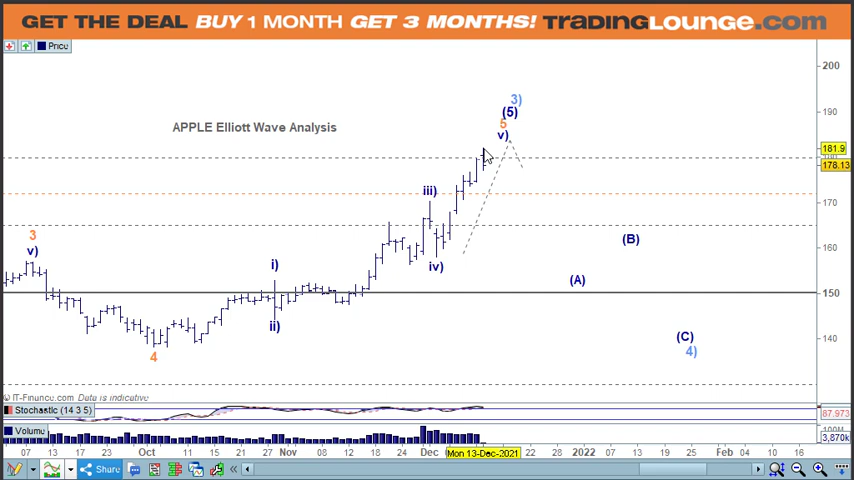 GET THE DEAL BUY 1 MONTH GET 3 MONTHS! TRADINGLOUNGE.com
Price
200
3)
(5)
190
5
APPLE Elliott Wave Analysis
v)
181.9
178.13
iii)
170
3
(B)
v)
160
i)
iv)
(A)
150
ii)
(C)
140
4)
4
© IT-Finance.com Data is indicative
Stochastic (14 3 5)
87.973
Volume
100M
3,870k
07 13 17 23 Oct 11 15 21 27 Nov 08 12 18 24 Dec Mon 13-Dec-2021 22 28 2022 07 13 19 25 Feb 04 10 16
Share